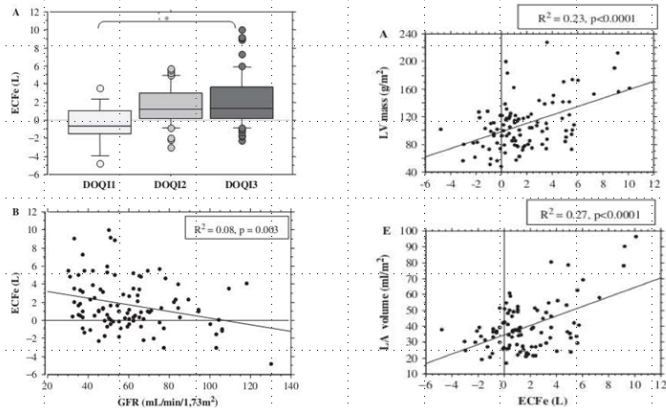 A
*
ECFe (L)
12
10
8
6
4
2
0
−2
−4
−6
DOQI1 DOQI2 DOQI3
B
R² = 0.08, p = 0.003
ECFe (L)
12
10
8
6
4
2
0
−2
−4
−6
20 40 60 80 100 120 140
GFR (mL/min/1,73m²)
R² = 0.23, p<0.0001
A
LV mass (g/m²)
240
200
160
120
80
40
−6 −4 −2 0 2 4 6 8 10 12
R² = 0.27, p<0.0001
E
LA volume (ml/m²)
100
90
80
70
60
50
40
30
20
10
−6 −4 −2 0 2 4 6 8 10 12
ECFe (L)